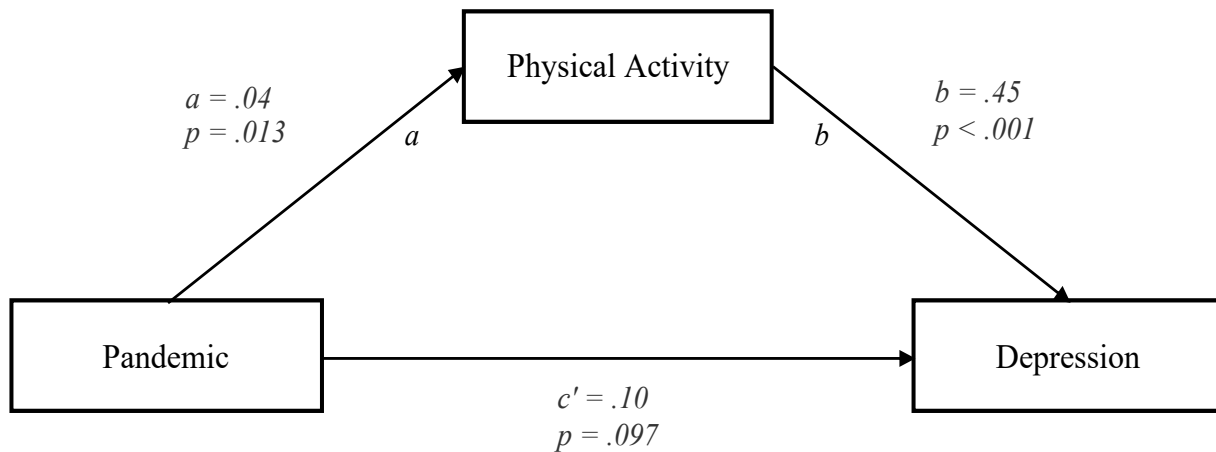 Physical Activity
a = .04
p = .013
a
b
b = .45
p < .001
Pandemic
Depression
c' = .10
p = .097